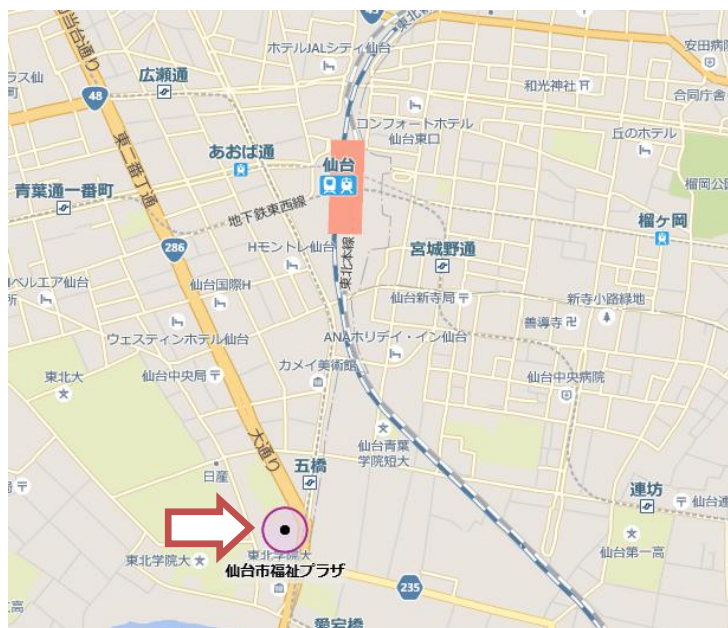 45
東北
ホテルJALシティ仙台
安田病院
広瀬通
48
和光神社
合同庁舎
コンフォートホテル
仙台東口
丘のホテル
東二番丁通
仙台
あおば通
榴岡公
青葉通一番町
地下鉄東西線
榴ケ岡
286
Hモントレ仙台
東北本線
宮城野通
ベルエア仙台
所
仙台国際H
仙台新寺局
新寺小路緑地
善導寺
ウェスティンホテル仙台
ANAホリデイ・イン仙台
カメイ美術館
東北大
仙台中央局
仙台中央病院
大通り
仙台青葉
学院短大
五橋
日産
連坊
局
仙台連
東北学院大
東北学院大
仙台市福祉プラザ
仙台第一高
235
愛宕橋
高